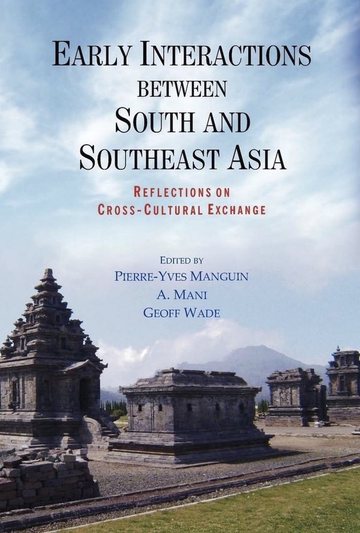 Early Interactions
between
South and
Southeast Asia
Reflections on
Cross-Cultural Exchange
Edited by
Pierre-Yves Manguin
A. Mani
Geoff Wade